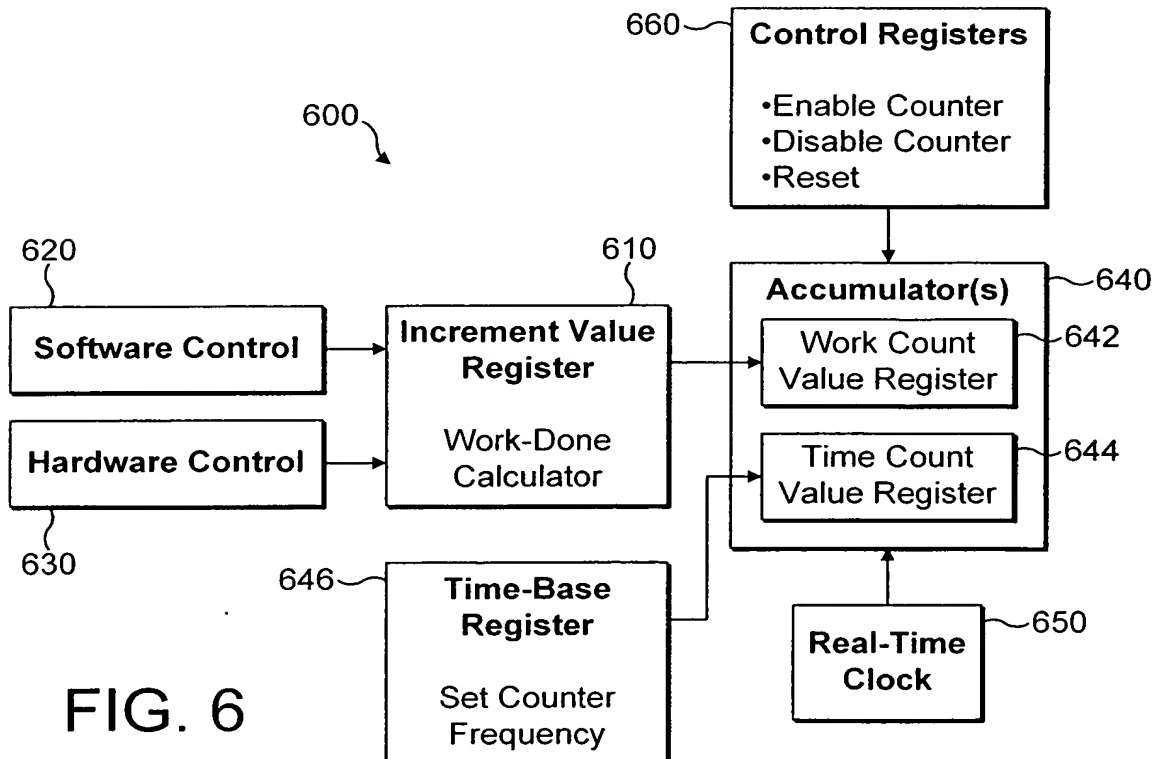 660
Control Registers
•Enable Counter
•Disable Counter
•Reset
600
620
Software Control
Hardware Control
630
610
Increment Value
Register
Work-Done
Calculator
Accumulator(s)
640
Work Count
Value Register
642
Time Count
Value Register
644
646
Time-Base
Register
Set Counter
Frequency
Real-Time
Clock
650
FIG. 6